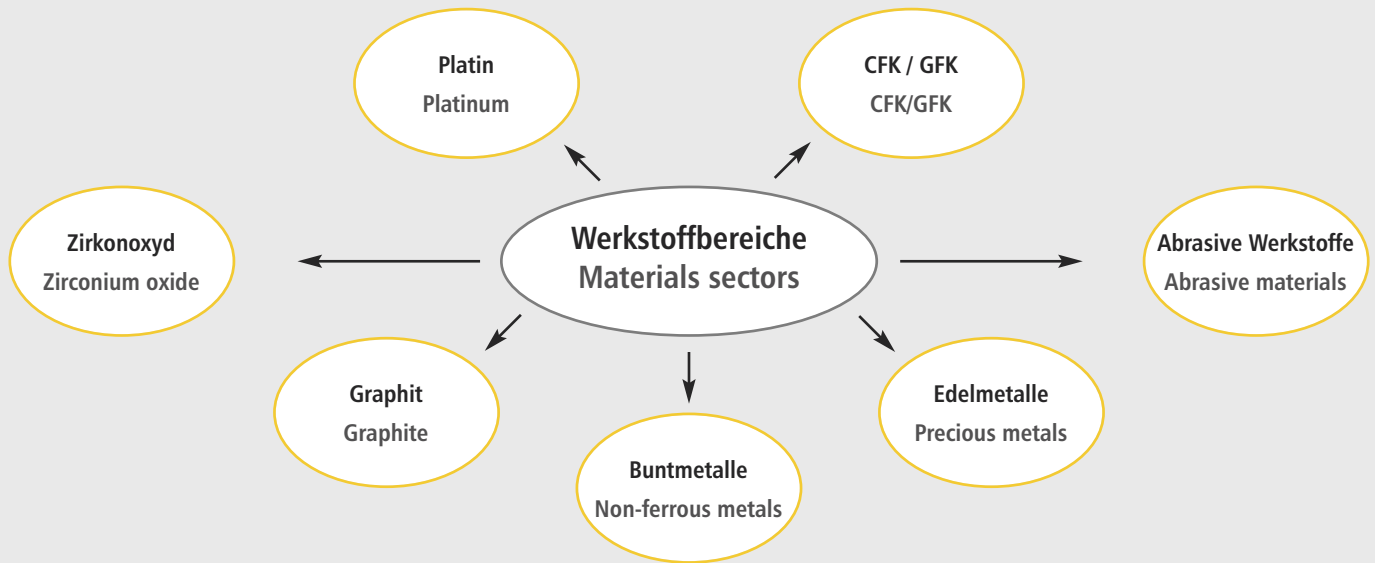 Platin
Platinum
CFK / GFK
CFK/GFK
Werkstoffbereiche
Materials sectors
Zirkonoxyd
Zirconium oxide
Abrasive Werkstoffe
Abrasive materials
Graphit
Graphite
Edelmetalle
Precious metals
Buntmetalle
Non-ferrous metals